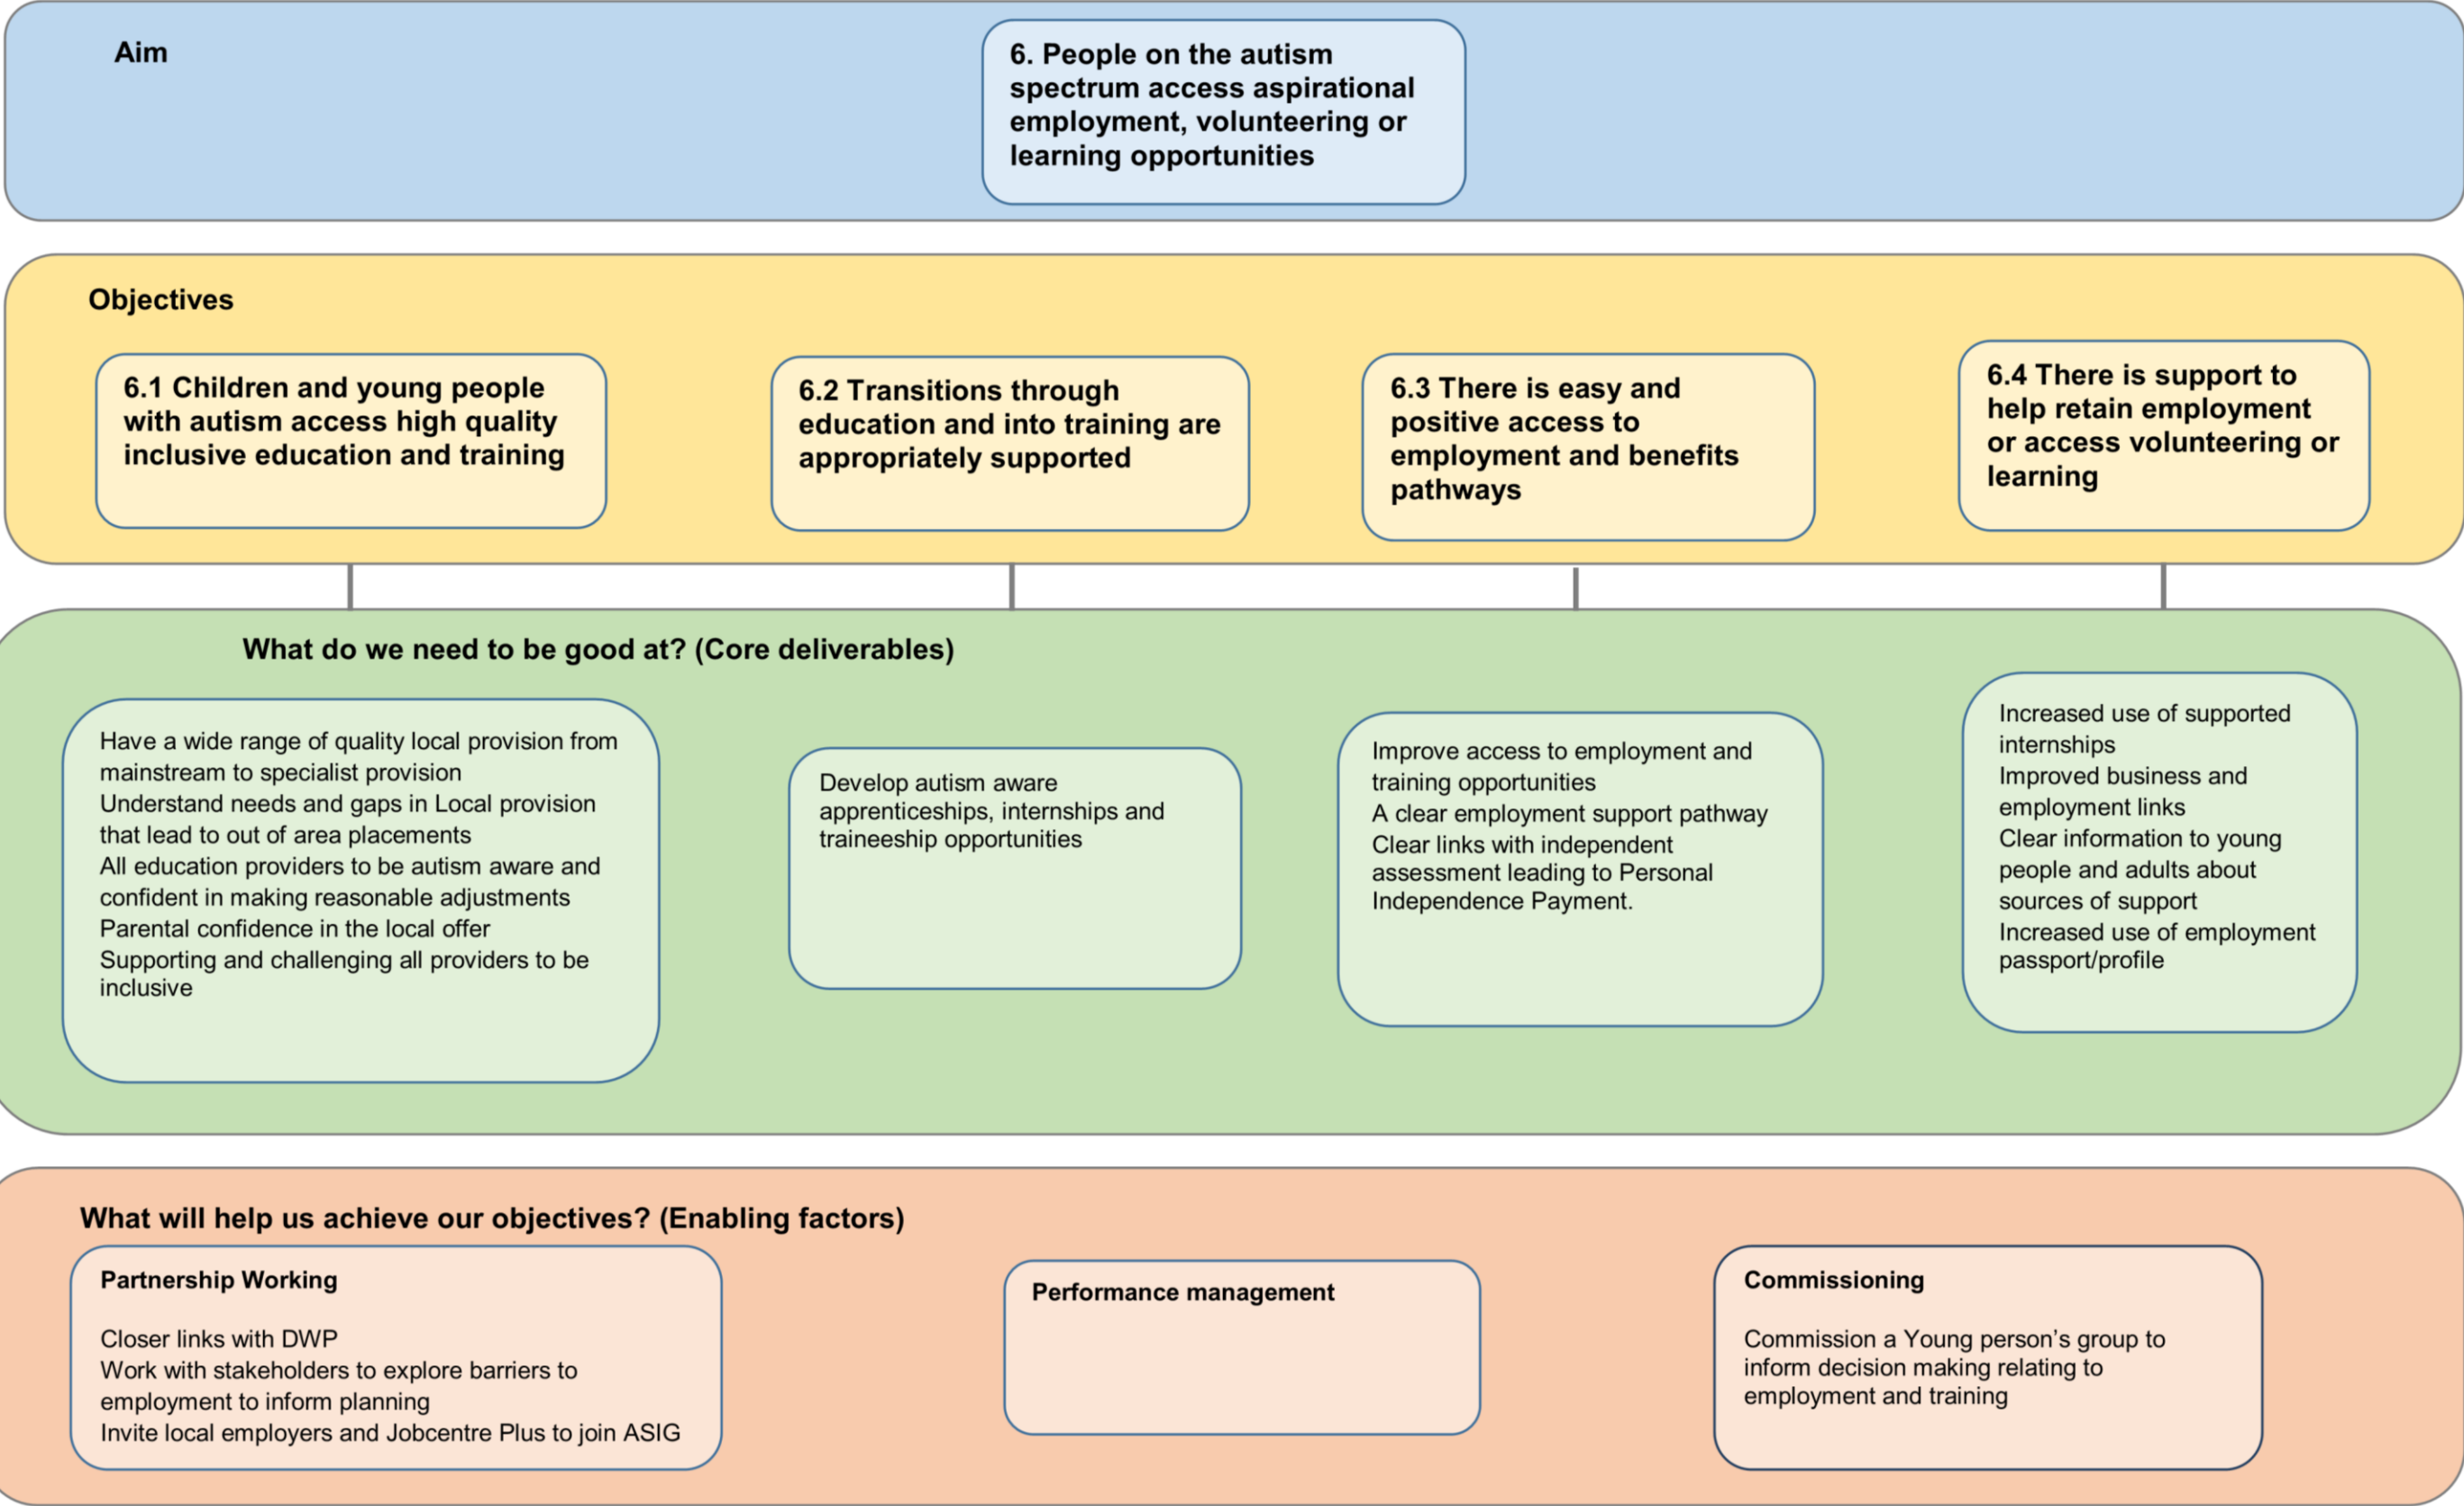 Aim
6. People on the autism
spectrum access aspirational
employment, volunteering or
learning opportunities
Objectives
6.1 Children and young people
with autism access high quality
inclusive education and training
6.2 Transitions through
education and into training are
appropriately supported
6.3 There is easy and
positive access to
employment and benefits
pathways
6.4 There is support to
help retain employment
or access volunteering or
learning
What do we need to be good at? (Core deliverables)
Have a wide range of quality local provision from
mainstream to specialist provision
Understand needs and gaps in Local provision
that lead to out of area placements
All education providers to be autism aware and
confident in making reasonable adjustments
Parental confidence in the local offer
Supporting and challenging all providers to be
inclusive
Develop autism aware
apprenticeships, internships and
traineeship opportunities
Improve access to employment and
training opportunities
A clear employment support pathway
Clear links with independent
assessment leading to Personal
Independence Payment.
Increased use of supported
internships
Improved business and
employment links
Clear information to young
people and adults about
sources of support
Increased use of employment
passport/profile
What will help us achieve our objectives? (Enabling factors)
Partnership Working
Closer links with DWP
Work with stakeholders to explore barriers to
employment to inform planning
Invite local employers and Jobcentre Plus to join ASIG
Performance management
Commissioning
Commission a Young person’s group to
inform decision making relating to
employment and training